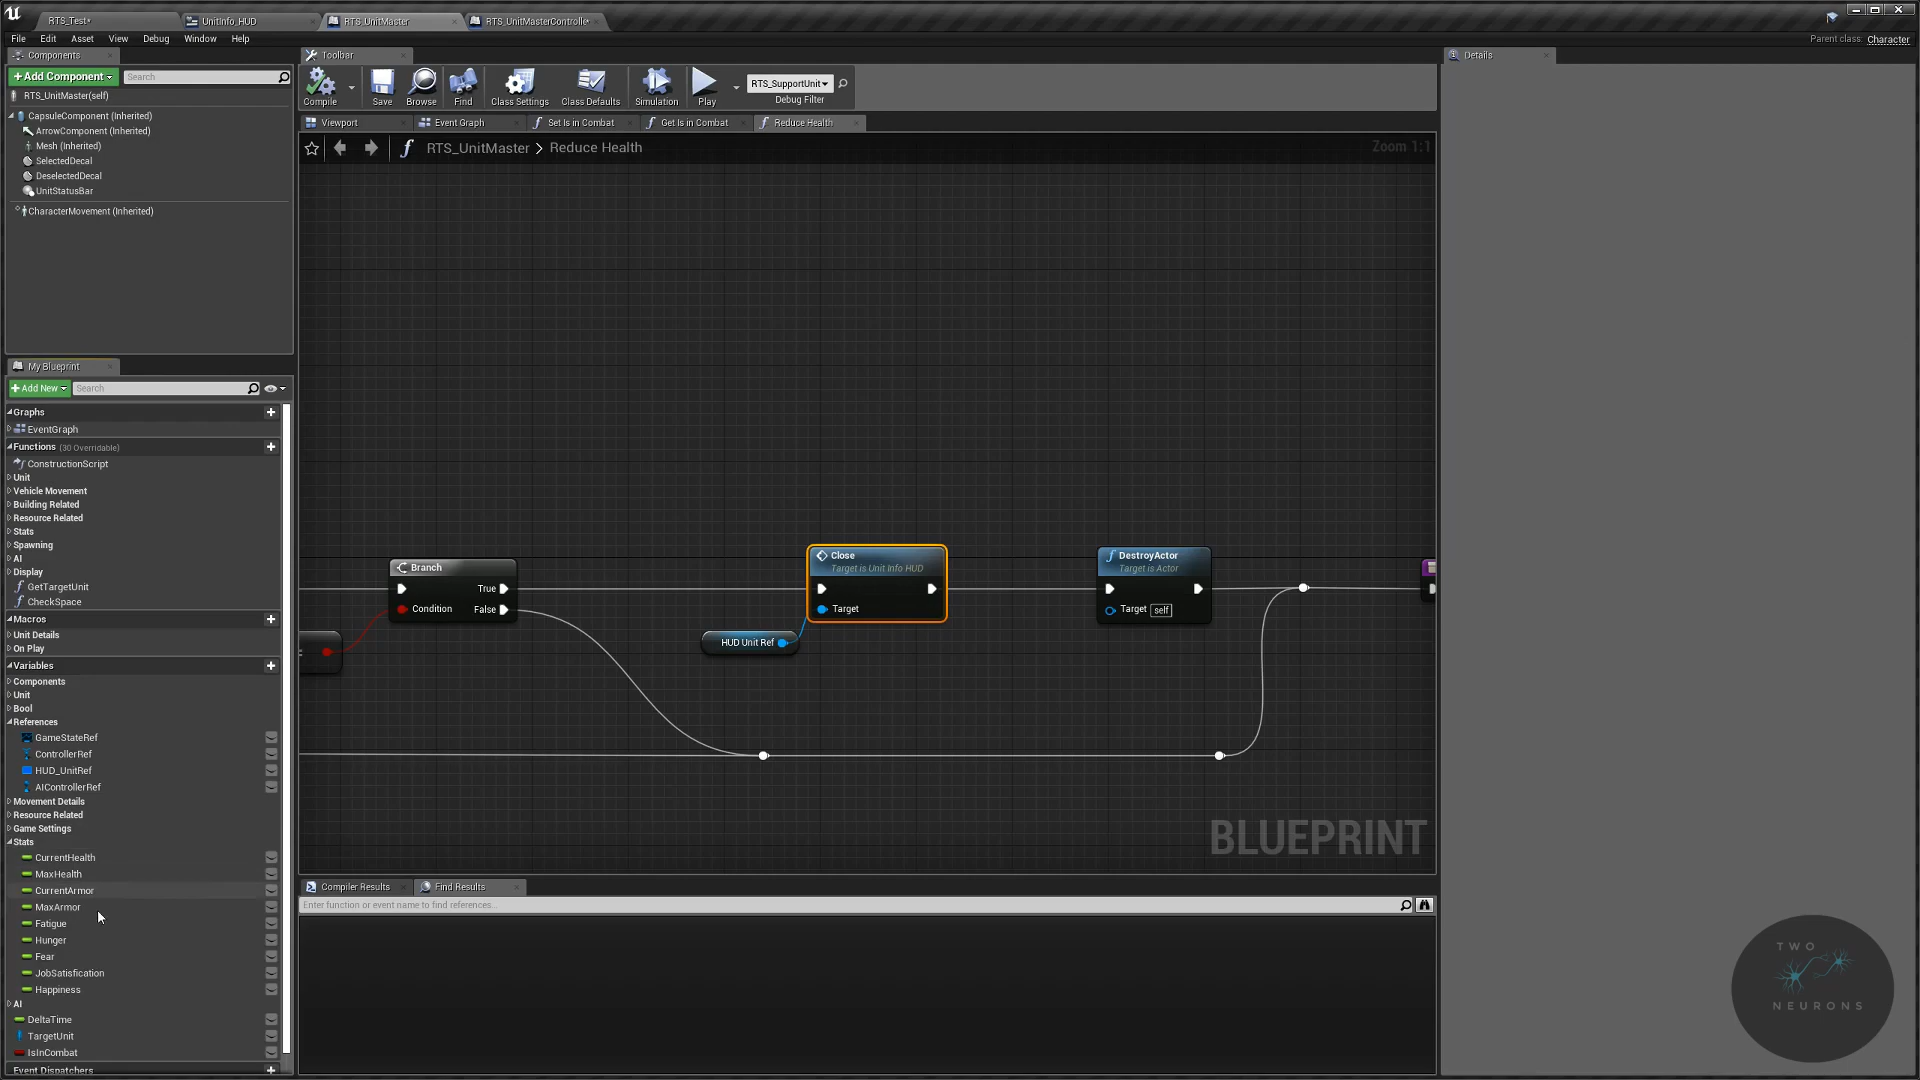 RTS_Test*
UnitInfo_HUD
RTS_UnitMaster
RTS_UnitMasterControlle*
File Edit Asset View Debug Window Help
Parent class: Character
Components
Toolbar
Details
+Add Component
Search
RTS_UnitMaster(self)
CapsuleComponent (Inherited)
ArrowComponent (Inherited)
Mesh (Inherited)
SelectedDecal
DeselectedDecal
UnitStatusBar
CharacterMovement (Inherited)
Compile
Save
Browse
Find
Class Settings
Class Defaults
Simulation
Play
RTS_SupportUnit
Debug Filter
Viewport
Event Graph
Set Is in Combat
Get Is in Combat
Reduce Health
RTS_UnitMaster > Reduce Health
Zoom 1:1
My Blueprint
+Add New
Search
Graphs
EventGraph
Functions (30 Overridable)
ConstructionScript
Unit
Vehicle Movement
Building Related
Resource Related
Stats
Spawning
AI
Display
GetTargetUnit
CheckSpace
Macros
Unit Details
On Play
Variables
Components
Unit
Bool
References
GameStateRef
ControllerRef
HUD_UnitRef
AIControllerRef
Movement Details
Resource Related
Game Settings
Stats
CurrentHealth
MaxHealth
CurrentArmor
MaxArmor
Fatigue
Hunger
Fear
JobSatisfication
Happiness
AI
DeltaTime
TargetUnit
IsInCombat
Event Dispatchers
Branch
True
Condition
False
HUD Unit Ref
Close
Target is Unit Info HUD
Target
DestroyActor
Target is Actor
Target self
BLUEPRINT
Compiler Results
Find Results
Enter function or event name to find references...
TWO
NEURONS